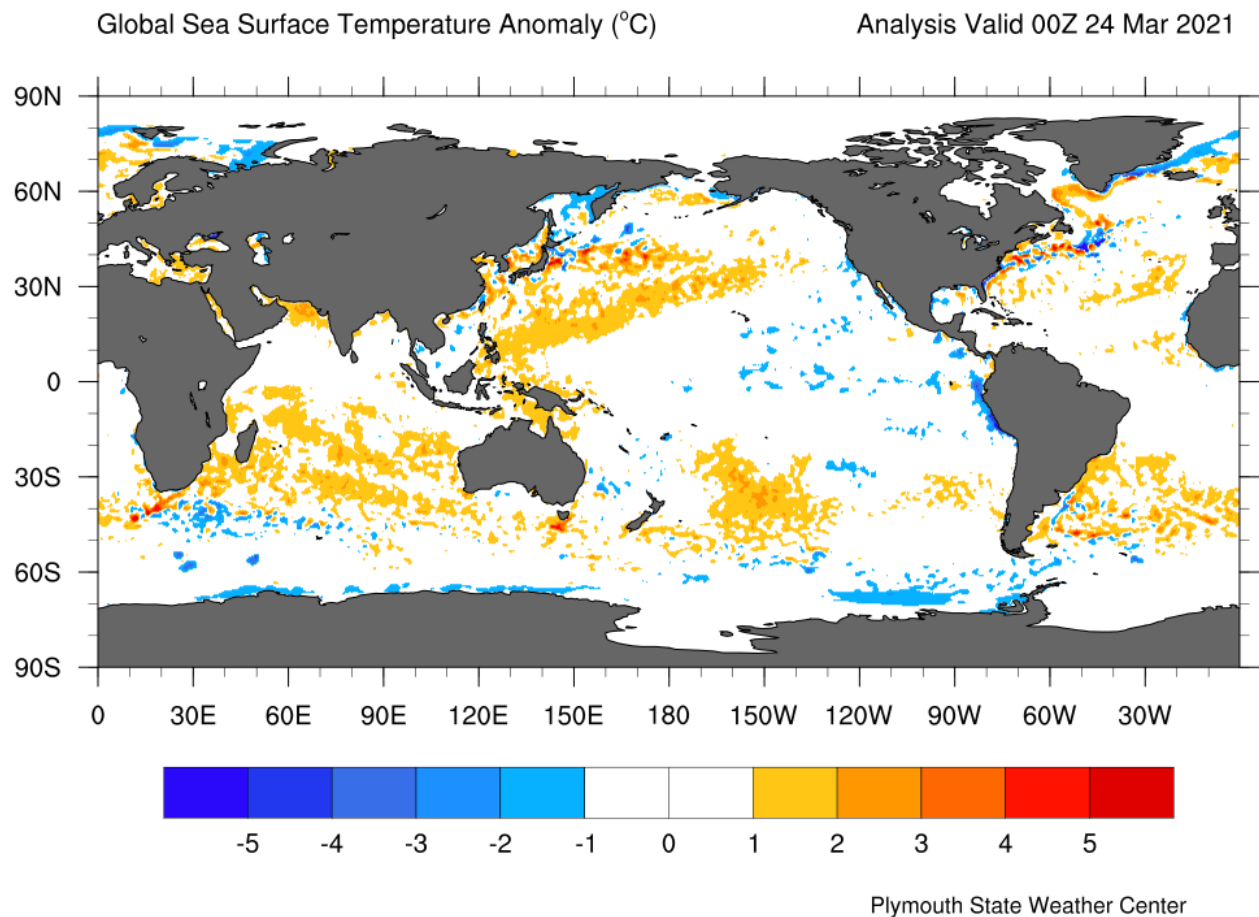 Global Sea Surface Temperature Anomaly (°C)
Analysis Valid 00Z 24 Mar 2021
90N
60N
30N
0
30S
60S
90S
0 30E 60E 90E 120E 150E 180 150W 120W 90W 60W 30W
-5 -4 -3 -2 -1 0 1 2 3 4 5
Plymouth State Weather Center